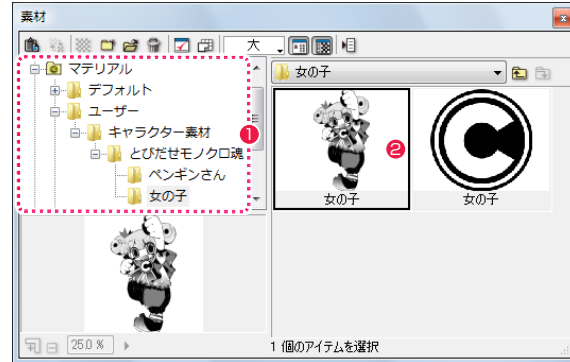 素材
大
マテリアル
デフォルト
ユーザー
キャラクター素材
とびだせモノクロ魂
ペンギンさん
女の子
1
女の子
2
女の子
女の子
25.0 %
1 個のアイテムを選択